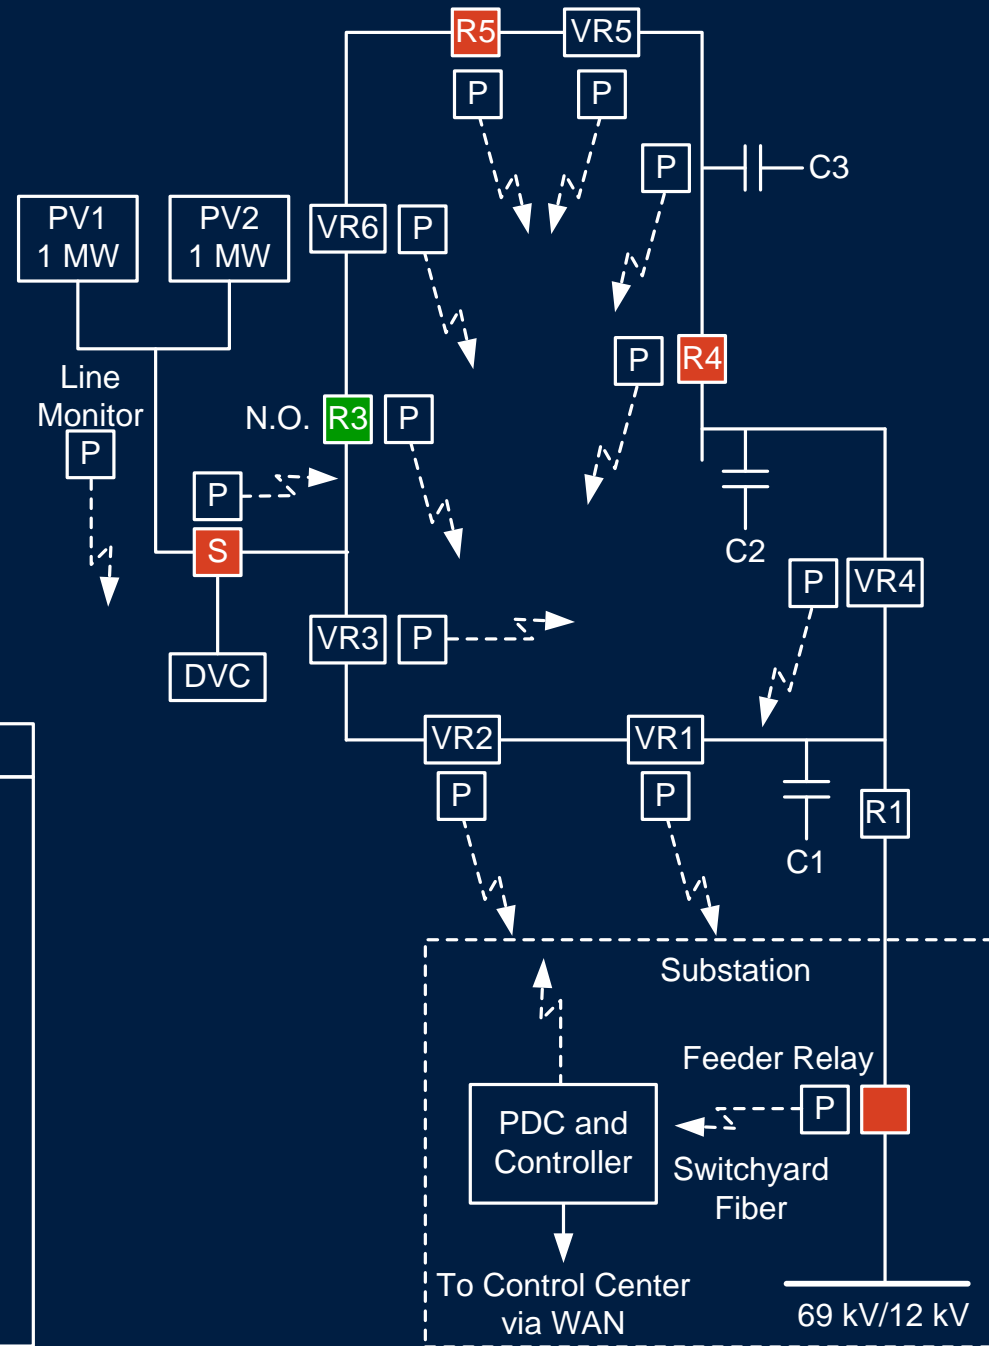 R5
VR5
P
P
P
C3
PV1
1 MW
PV2
1 MW
VR6
P
P
R4
Line
Monitor
N.O.
R3
P
P
P
S
C2
P
VR4
VR3
P
DVC
VR2
VR1
P
P
R1
C1
Substation
Feeder Relay
P
PDC and
Controller
Switchyard
Fiber
To Control Center
via WAN
69 kV/12 kV